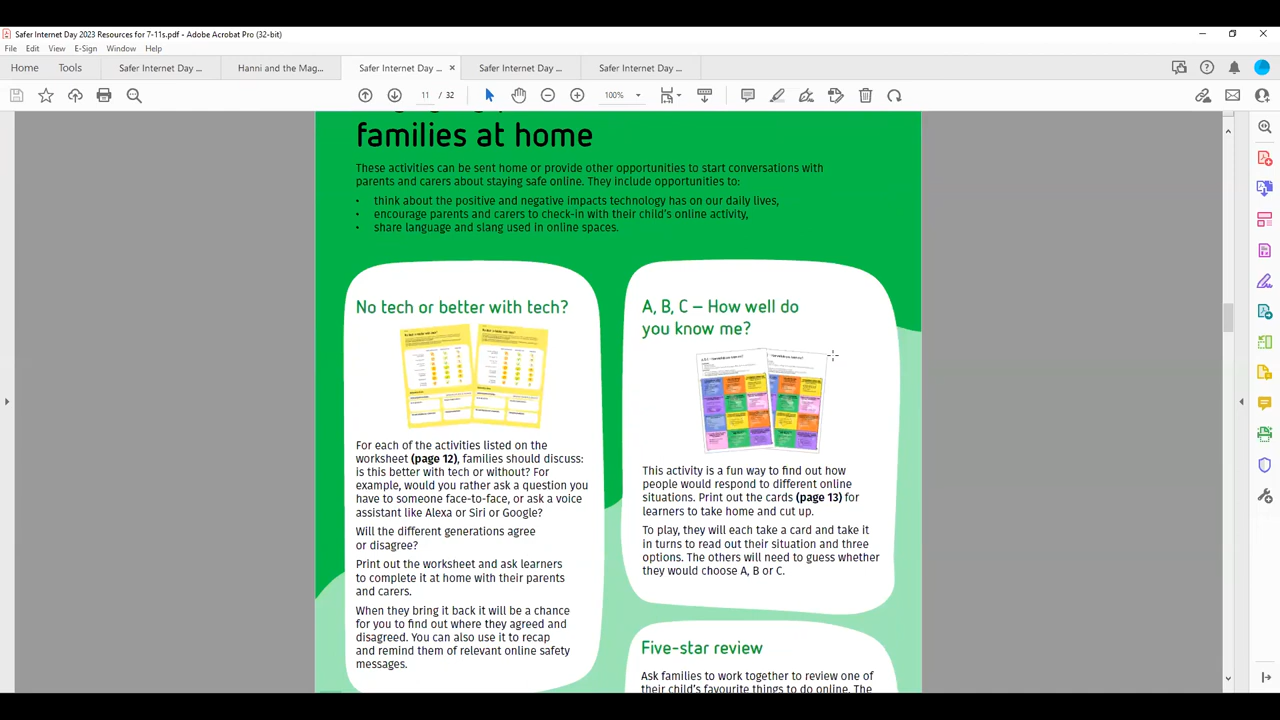 Safer Internet Day 2023 Resources for 7-11s.pdf - Adobe Acrobat Pro (32-bit)
File Edit View E-Sign Window Help
Home Tools Safer Internet Day ... Hanni and the Mag... Safer Internet Day ... × Safer Internet Day ... Safer Internet Day ...
11 / 32 100%
families at home
These activities can be sent home or provide other opportunities to start conversations with
parents and carers about staying safe online. They include opportunities to:
• think about the positive and negative impacts technology has on our daily lives,
• encourage parents and carers to check-in with their child's online activity,
• share language and slang used in online spaces.
No tech or better with tech?
For each of the activities listed on the
worksheet (page 12), families should discuss:
is this better with tech or without? For
example, would you rather ask a question you
have to someone face-to-face, or ask a voice
assistant like Alexa or Siri or Google?
Will the different generations agree
or disagree?
Print out the worksheet and ask learners
to complete it at home with their parents
and carers.
When they bring it back it will be a chance
for you to find out where they agreed and
disagreed. You can also use it to recap
and remind them of relevant online safety
messages.
A, B, C – How well do
you know me?
This activity is a fun way to find out how
people would respond to different online
situations. Print out the cards (page 13) for
learners to take home and cut up.
To play, they will each take a card and take it
in turns to read out their situation and three
options. The others will need to guess whether
they would choose A, B or C.
Five-star review
Ask families to work together to review one of
their child's favourite things to do online. The